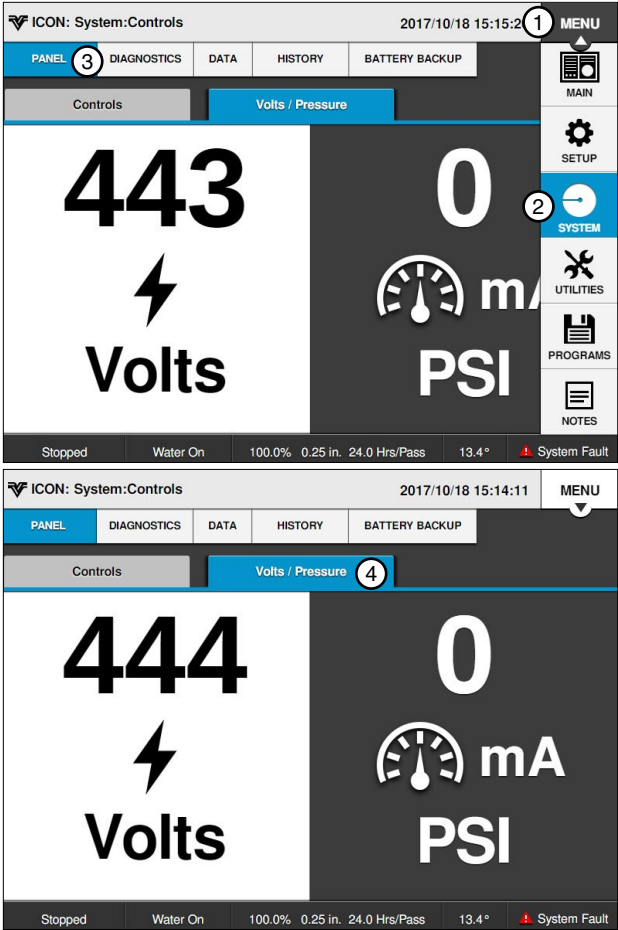 ICON: System:Controls 2017/10/18 15:15:2 1 MENU
PANEL 3 DIAGNOSTICS DATA HISTORY BATTERY BACKUP
MAIN
Controls Volts / Pressure
SETUP
443 0
2
SYSTEM
mA
UTILITIES
Volts PSI
PROGRAMS
NOTES
Stopped Water On 100.0% 0.25 in. 24.0 Hrs/Pass 13.4° System Fault
ICON: System:Controls 2017/10/18 15:14:11 MENU
PANEL DIAGNOSTICS DATA HISTORY BATTERY BACKUP
Controls Volts / Pressure 4
444 0
mA
Volts PSI
Stopped Water On 100.0% 0.25 in. 24.0 Hrs/Pass 13.4° System Fault